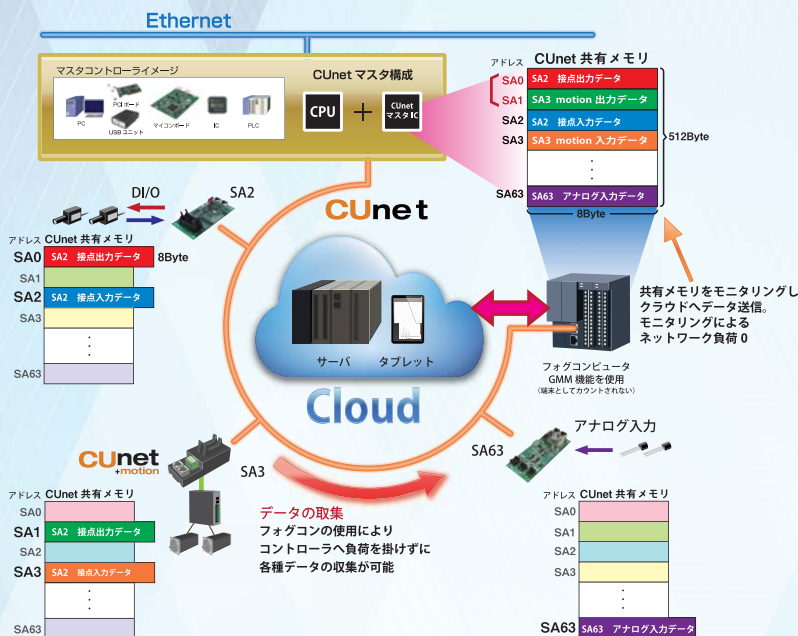 Ethernet
マスタコントローライメージ
PC
PCIボード
USBユニット
マイコンボード
IC
PLC
CUnet マスタ構成
CPU
+
CUnet
マスタIC
アドレス CUnet 共有メモリ
SA0 SA2 接点出力データ
SA1 SA3 motion 出力データ
SA2 SA2 接点入力データ
SA3 SA3 motion 入力データ
SA63 SA63 アナログ入力データ
512Byte
8Byte
DI/O
SA2
アドレス CUnet 共有メモリ
SA0 SA2 接点出力データ 8Byte
SA1
SA2 SA2 接点入力データ
SA3
SA63
CUnet
サーバ
タブレット
Cloud
共有メモリをモニタリングし
クラウドへデータ送信。
モニタリングによる
ネットワーク負荷 0
フォグコンピュータ
GMM 機能を使用
(端末としてカウントされない)
CUnet
+motion
SA3
アドレス CUnet 共有メモリ
SA0
SA1 SA2 接点出力データ
SA2
SA3 SA2 接点入力データ
SA63
データの取集
フォグコンの使用により
コントローラへ負荷を掛けずに
各種データの収集が可能
SA63
アナログ入力
アドレス CUnet 共有メモリ
SA0
SA1
SA2
SA3
SA63 SA63 アナログ入力データ